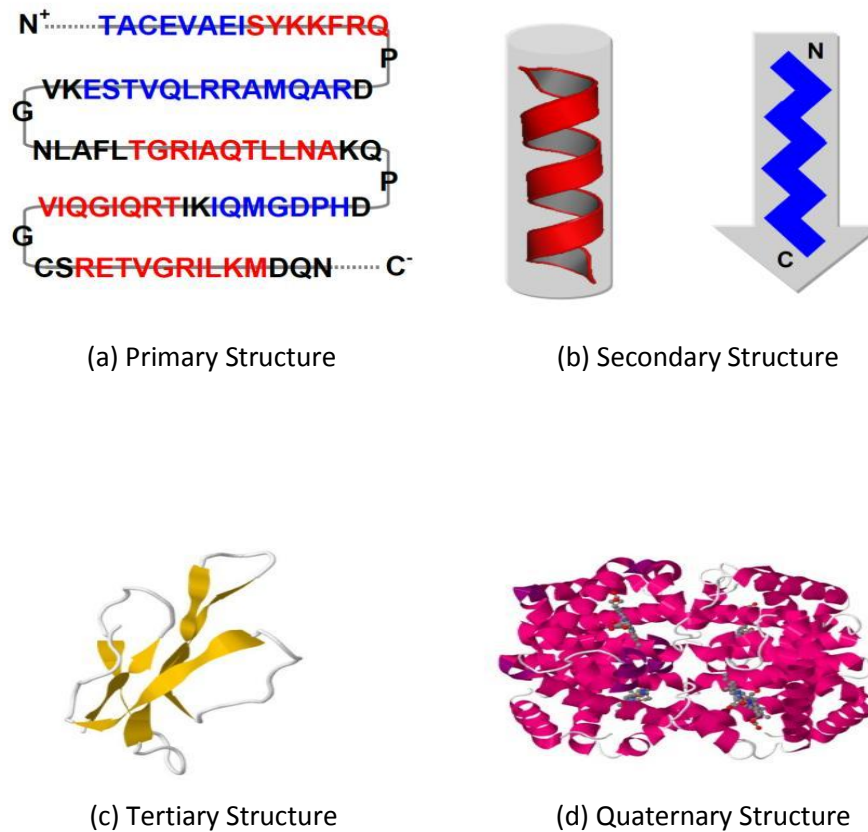 N+ TACEVAEISYKKFRQ
P
VKESTVQLRRAMQARD
G
NLAFLTGRIAQTLLNAKQ
P
VIQGIQRTIKIQMGDPHD
G
CSRETVGRILKMDQN C-
N
C
(a) Primary Structure
(b) Secondary Structure
(c) Tertiary Structure
(d) Quaternary Structure